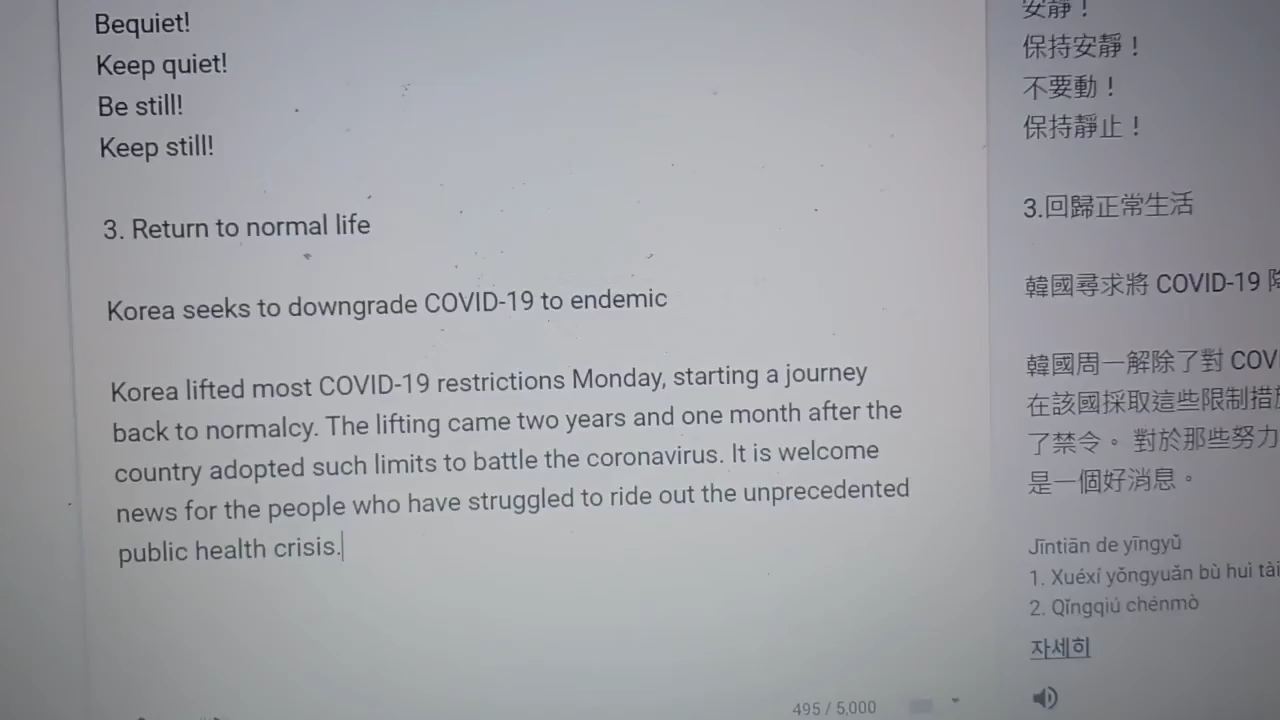 Bequiet!
Keep quiet!
Be still!
Keep still!
3. Return to normal life
Korea seeks to downgrade COVID-19 to endemic
Korea lifted most COVID-19 restrictions Monday, starting a journey
back to normalcy. The lifting came two years and one month after the
country adopted such limits to battle the coronavirus. It is welcome
news for the people who have struggled to ride out the unprecedented
public health crisis.
495 / 5,000
安靜！
保持安靜！
不要動！
保持靜止！
3.回歸正常生活
韓國尋求將 COVID-19
韓國周一解除了對 COV
在該國採取這些限制措
了禁令。 對於那些努力
是一個好消息。
Jīntiān de yīngyǔ
1. Xuéxí yǒngyuǎn bù huì tài
2. Qǐngqiú chénmò
자세히